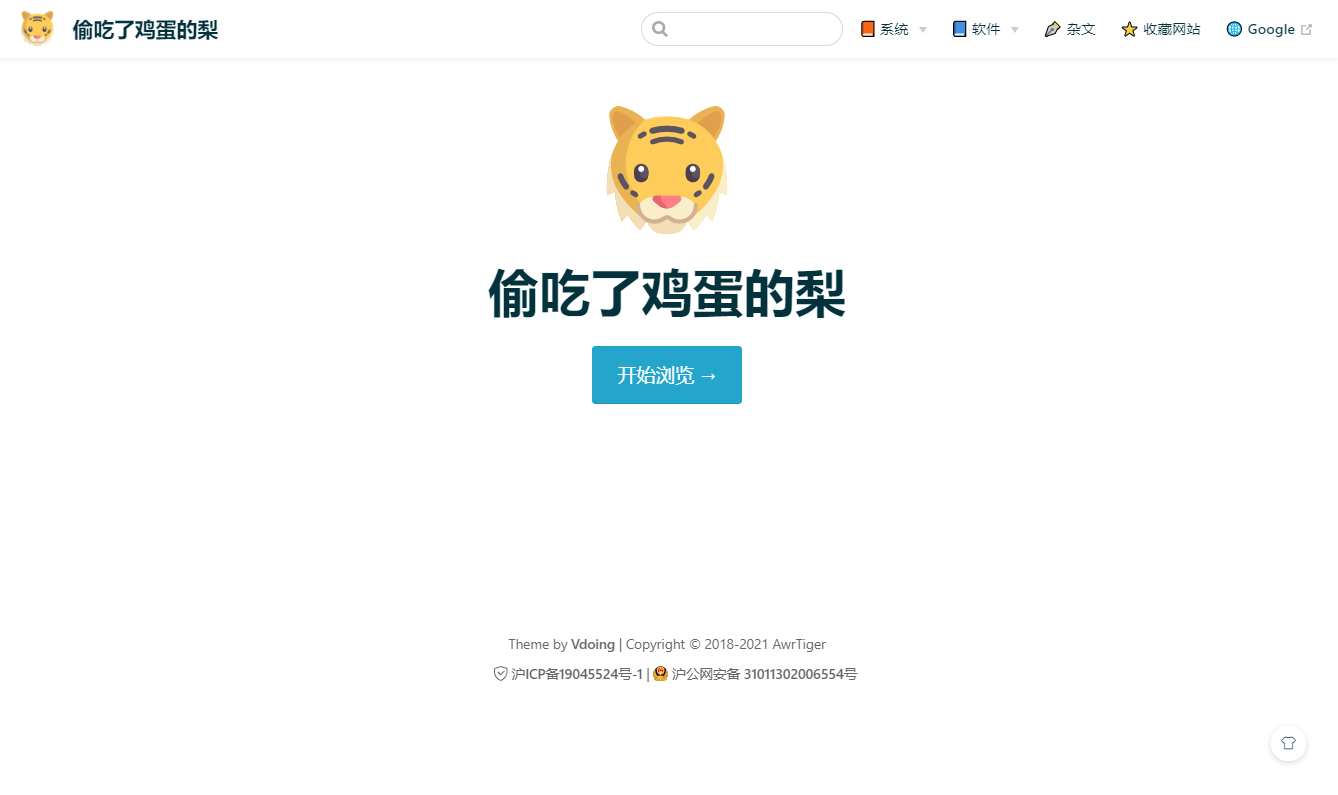 偷吃了鸡蛋的梨
系统 软件 杂文 收藏网站 Google
偷吃了鸡蛋的梨
开始浏览 →
Theme by Vdoing | Copyright © 2018-2021 AwrTiger
沪ICP备19045524号-1 | 沪公网安备 31011302006554号